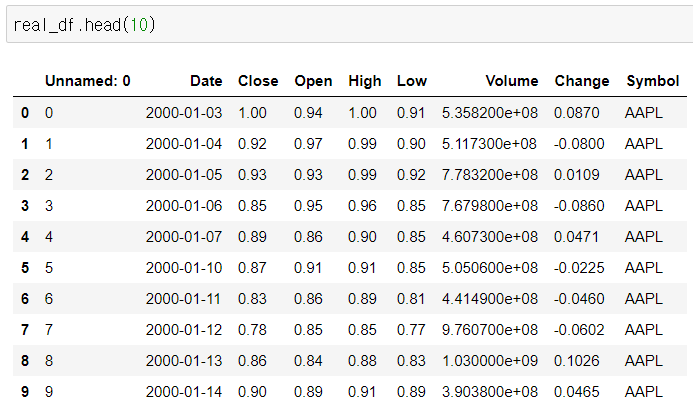 real_df.head(10)
Unnamed: 0 Date Close Open High Low Volume Change Symbol
0 0 2000-01-03 1.00 0.94 1.00 0.91 5.358200e+08 0.0870 AAPL
1 1 2000-01-04 0.92 0.97 0.99 0.90 5.117300e+08 -0.0800 AAPL
2 2 2000-01-05 0.93 0.93 0.99 0.92 7.783200e+08 0.0109 AAPL
3 3 2000-01-06 0.85 0.95 0.96 0.85 7.679800e+08 -0.0860 AAPL
4 4 2000-01-07 0.89 0.86 0.90 0.85 4.607300e+08 0.0471 AAPL
5 5 2000-01-10 0.87 0.91 0.91 0.85 5.050600e+08 -0.0225 AAPL
6 6 2000-01-11 0.83 0.86 0.89 0.81 4.414900e+08 -0.0460 AAPL
7 7 2000-01-12 0.78 0.85 0.85 0.77 9.760700e+08 -0.0602 AAPL
8 8 2000-01-13 0.86 0.84 0.88 0.83 1.030000e+09 0.1026 AAPL
9 9 2000-01-14 0.90 0.89 0.91 0.89 3.903800e+08 0.0465 AAPL